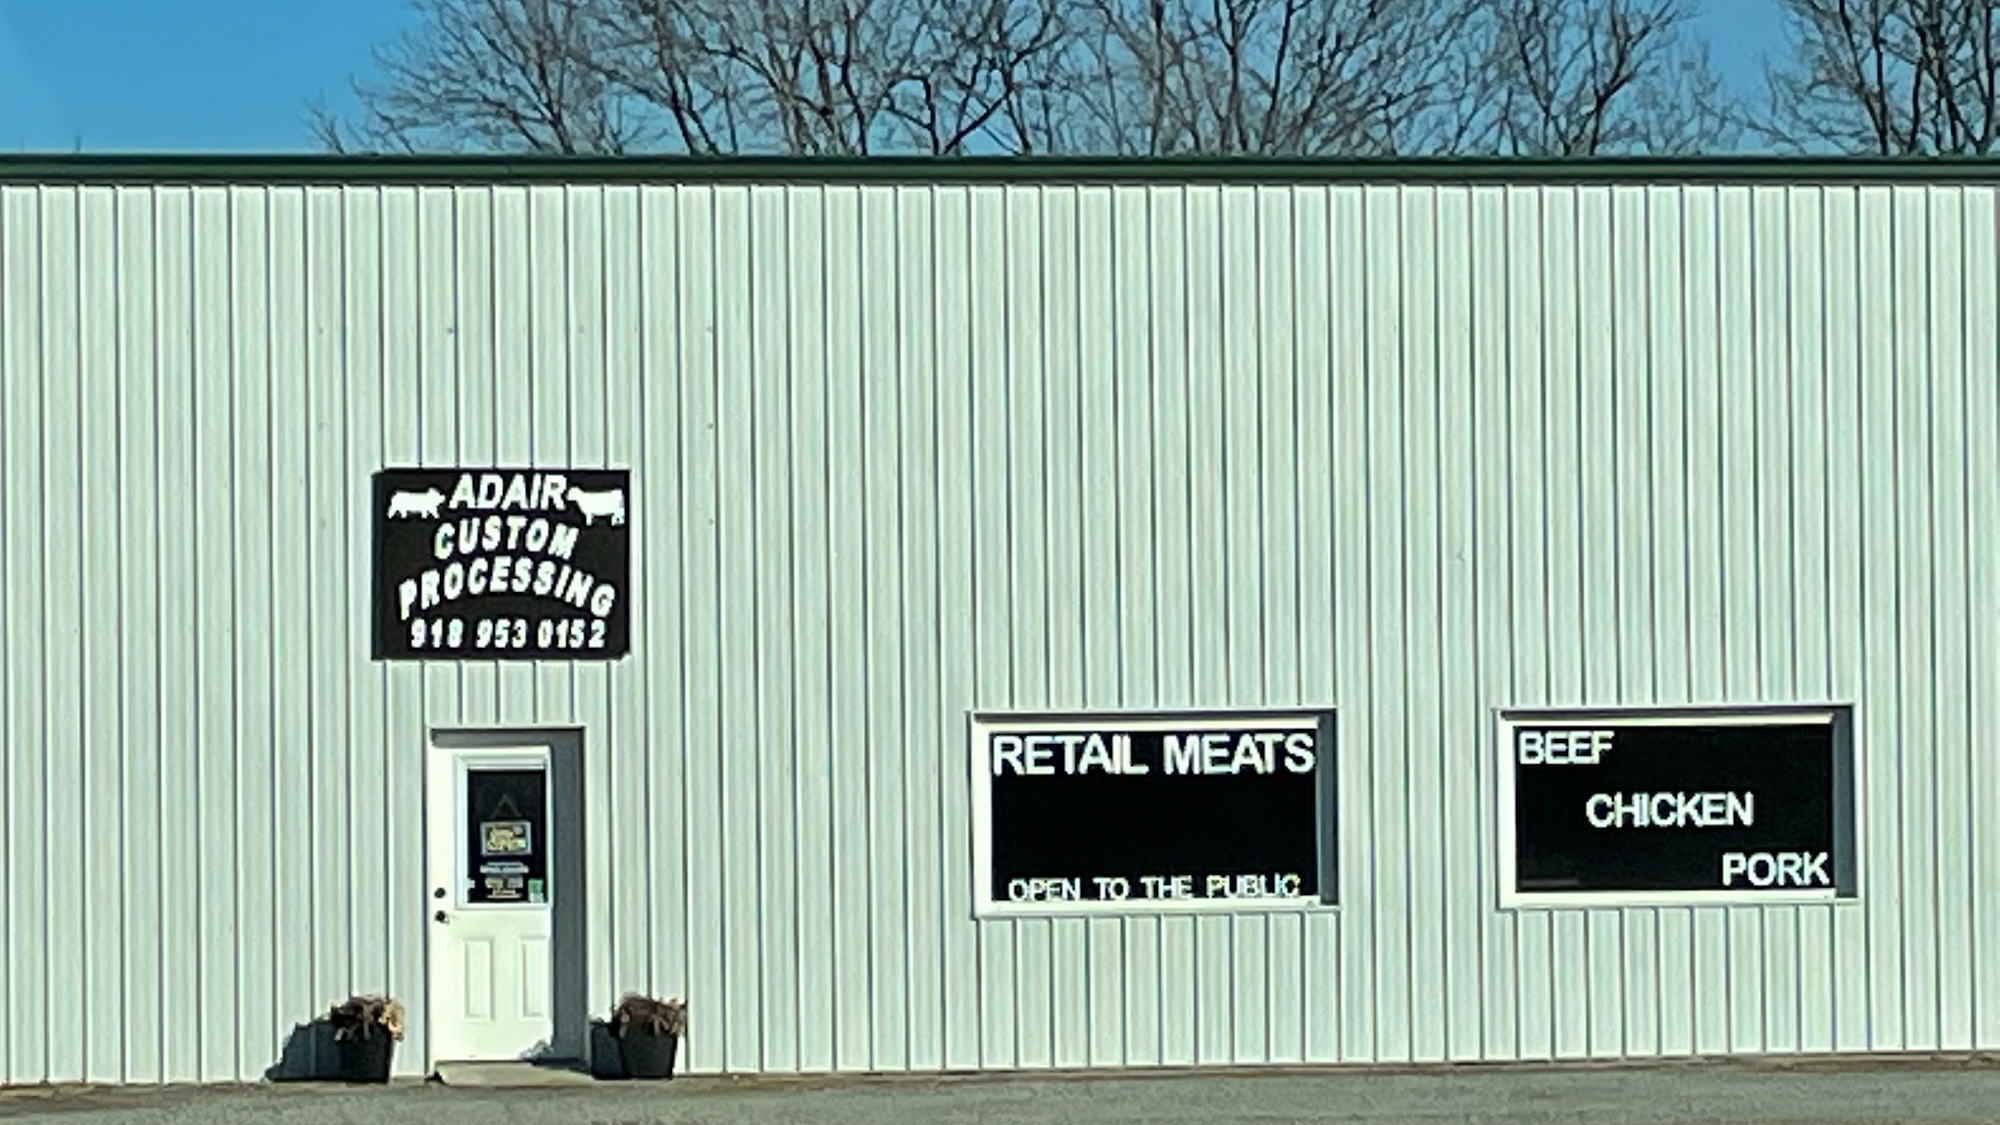 ADAIR
CUSTOM
PROCESSING
918 953 0152
RETAIL MEATS
OPEN TO THE PUBLIC
BEEF
CHICKEN
PORK